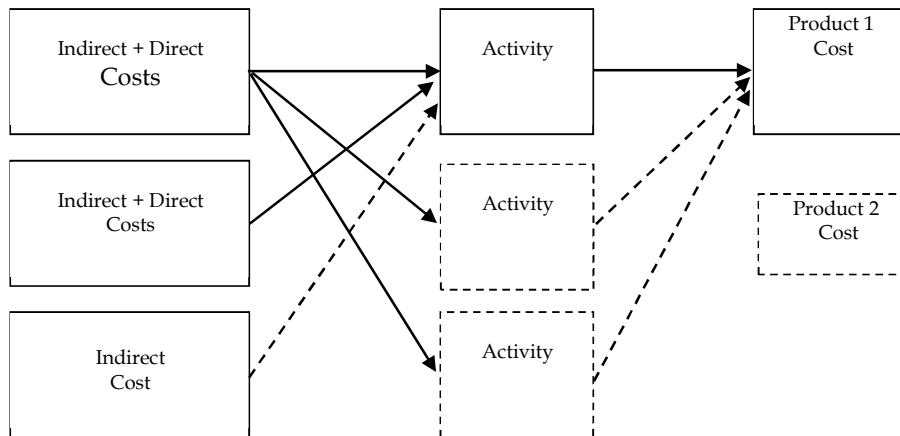 Indirect + Direct
Costs
Activity
Product 1
Cost
Indirect + Direct
Costs
Activity
Product 2
Cost
Indirect
Cost
Activity